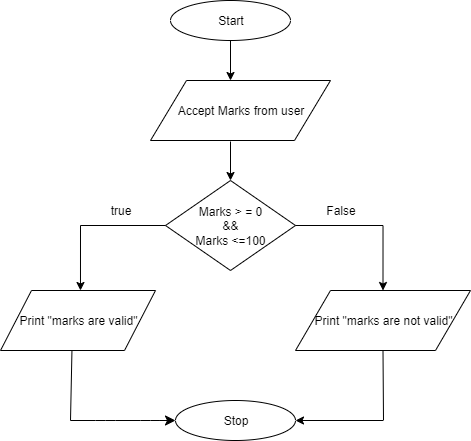 Start
Accept Marks from user
Marks > = 0
&&
Marks <=100
true
False
Print "marks are valid"
Print "marks are not valid"
Stop